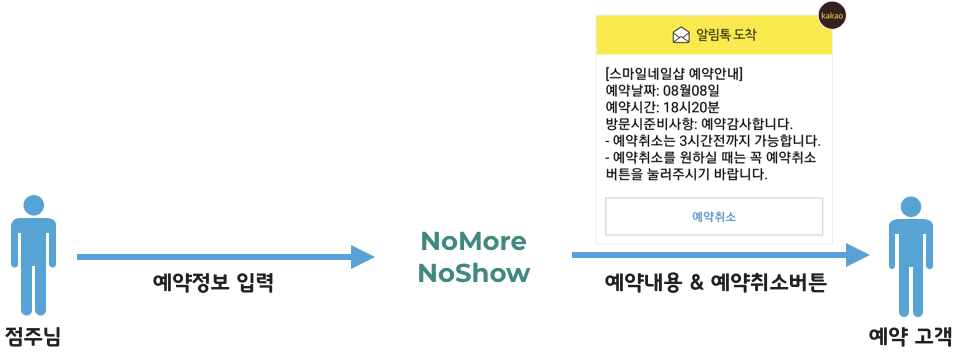 kakao
알림톡 도착
[스마일네일샵 예약안내]
예약날짜: 08월08일
예약시간: 18시20분
방문시준비사항: 예약감사합니다.
- 예약취소는 3시간전까지 가능합니다.
- 예약취소를 원하실 때는 꼭 예약취소
버튼을 눌러주시기 바랍니다.
예약취소
NoMore
NoShow
예약정보 입력
예약내용 & 예약취소버튼
점주님
예약 고객